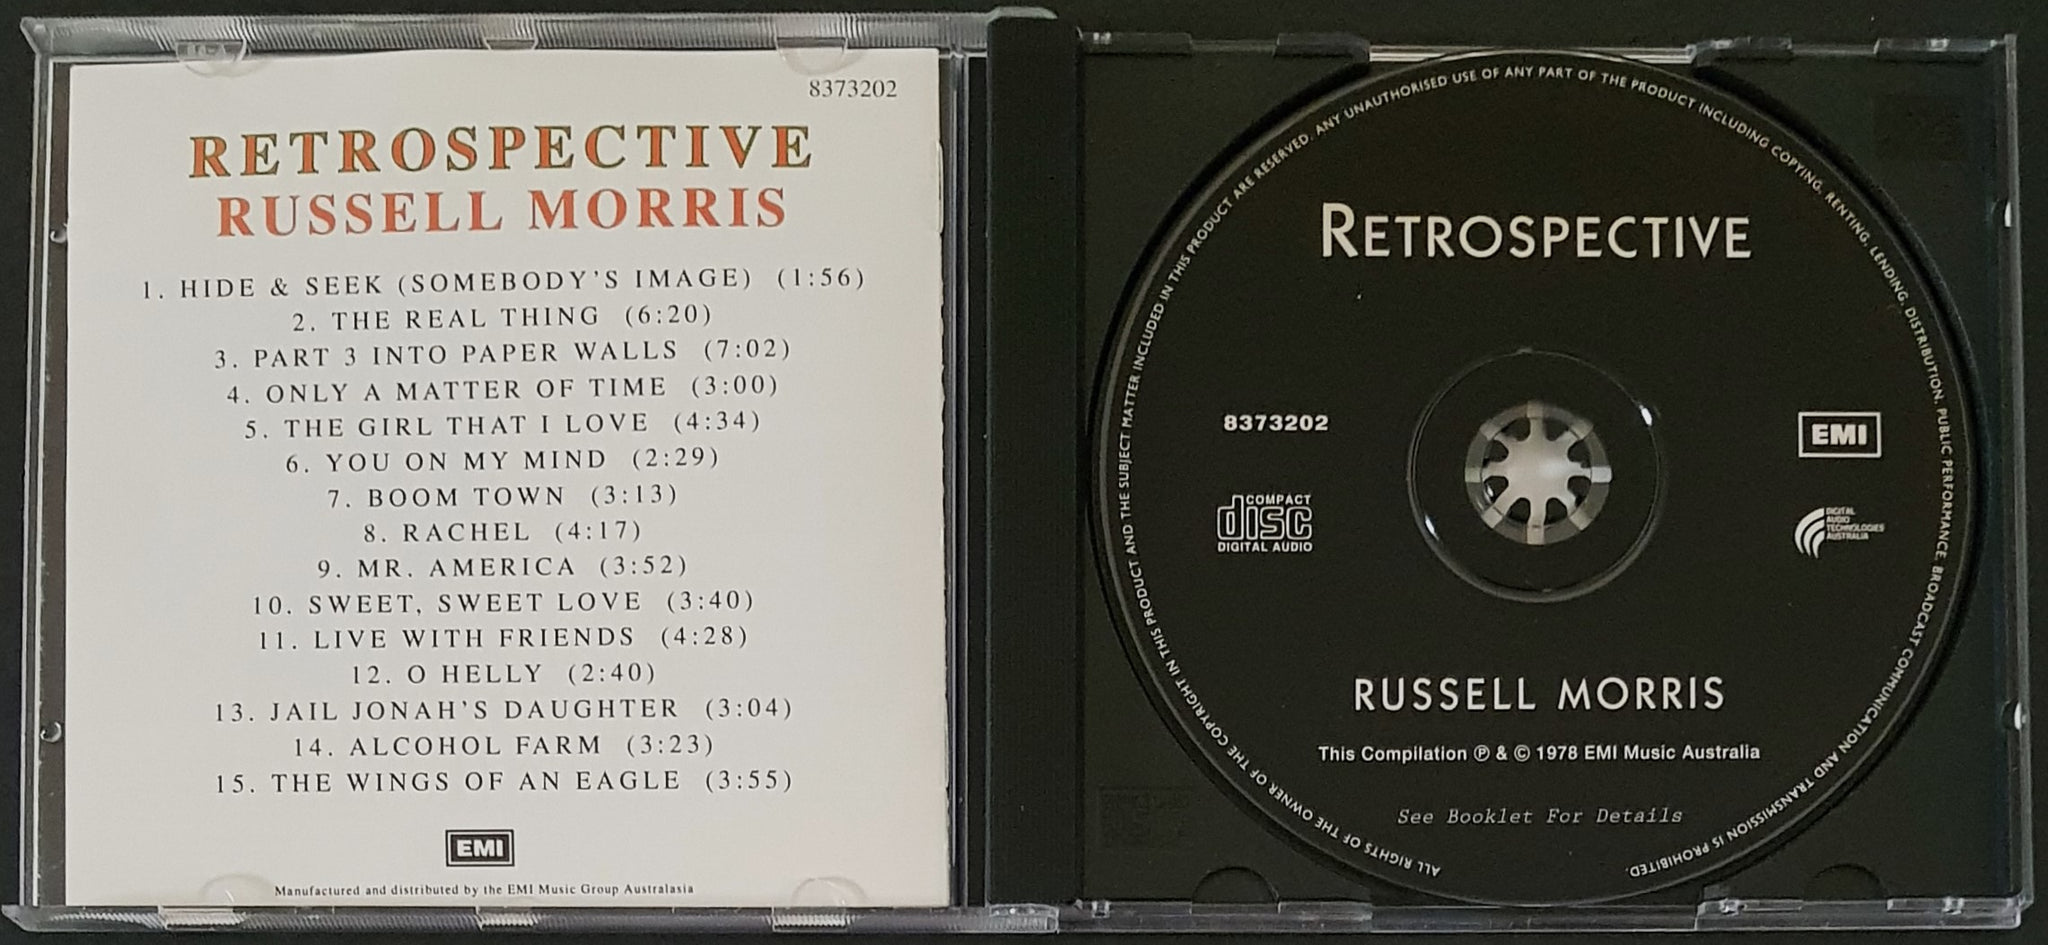 8373202
RETROSPECTIVE
RUSSELL MORRIS
1. HIDE & SEEK (SOMEBODY'S IMAGE) (1:56)
2. THE REAL THING (6:20)
3. PART 3 INTO PAPER WALLS (7:02)
4. ONLY A MATTER OF TIME (3:00)
5. THE GIRL THAT I LOVE (4:34)
6. YOU ON MY MIND (2:29)
7. BOOM TOWN (3:13)
8. RACHEL (4:17)
9. MR. AMERICA (3:52)
10. SWEET, SWEET LOVE (3:40)
11. LIVE WITH FRIENDS (4:28)
12. O HELLY (2:40)
13. JAIL JONAH'S DAUGHTER (3:04)
14. ALCOHOL FARM (3:23)
15. THE WINGS OF AN EAGLE (3:55)
EMI
Manufactured and distributed by the EMI Music Group Australasia
ALL RIGHTS OF THE OWNER OF THE COPYRIGHT IN THIS PRODUCT AND THE SUBJECT MATTER INCLUDED IN THIS PRODUCT ARE RESERVED. ANY UNAUTHORISED USE OF ANY PART OF THE PRODUCT INCLUDING COPYING, RENTING, LENDING, DISTRIBUTION, PUBLIC PERFORMANCE, BROADCAST COMMUNICATION AND TRANSMISSION IS PROHIBITED.
RETROSPECTIVE
8373202
EMI
COMPACT
disc
DIGITAL AUDIO
DIGITAL
AUDIO
TECHNOLOGIES
AUSTRALIA
RUSSELL MORRIS
This Compilation ℗ & © 1978 EMI Music Australia
See Booklet For Details